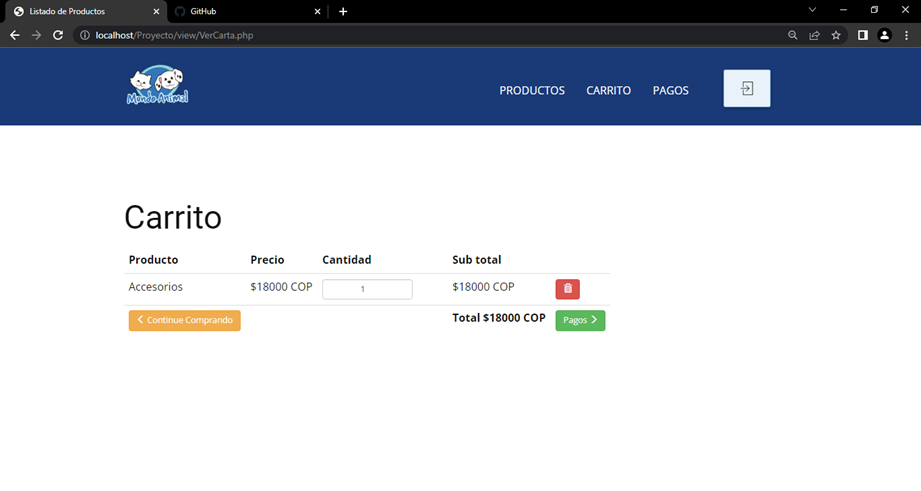 Listado de Productos
GitHub
localhost/Proyecto/view/VerCarta.php
Mundo Animal
PRODUCTOS CARRITO PAGOS
Carrito
Producto Precio Cantidad Sub total
Accesorios $18000 COP 1 $18000 COP
Continue Comprando Total $18000 COP Pagos